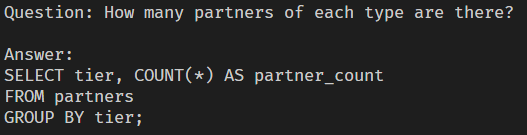 Question: How many partners of each type are there?
Answer:
SELECT tier, COUNT(*) AS partner_count
FROM partners
GROUP BY tier;